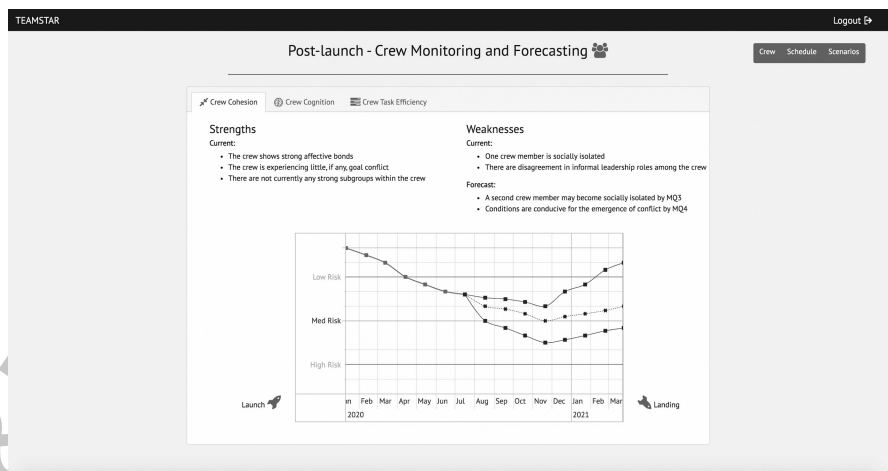 TEAMSTAR
Logout
Post-launch - Crew Monitoring and Forecasting
Crew Schedule Scenarios
Crew Cohesion Crew Cognition Crew Task Efficiency
Strengths
Current:
• The crew shows strong affective bonds
• The crew is experiencing little, if any, goal conflict
• There are not currently any strong subgroups within the crew
Weaknesses
Current:
• One crew member is socially isolated
• There are disagreement in informal leadership roles among the crew
Forecast:
• A second crew member may become socially isolated by MQ3
• Conditions are conducive for the emergence of conflict by MQ4
Low Risk
Med Risk
High Risk
Launch
Feb Mar Apr May Jun Jul Aug Sep Oct Nov Dec Jan Feb Mar
2020 2021
Landing